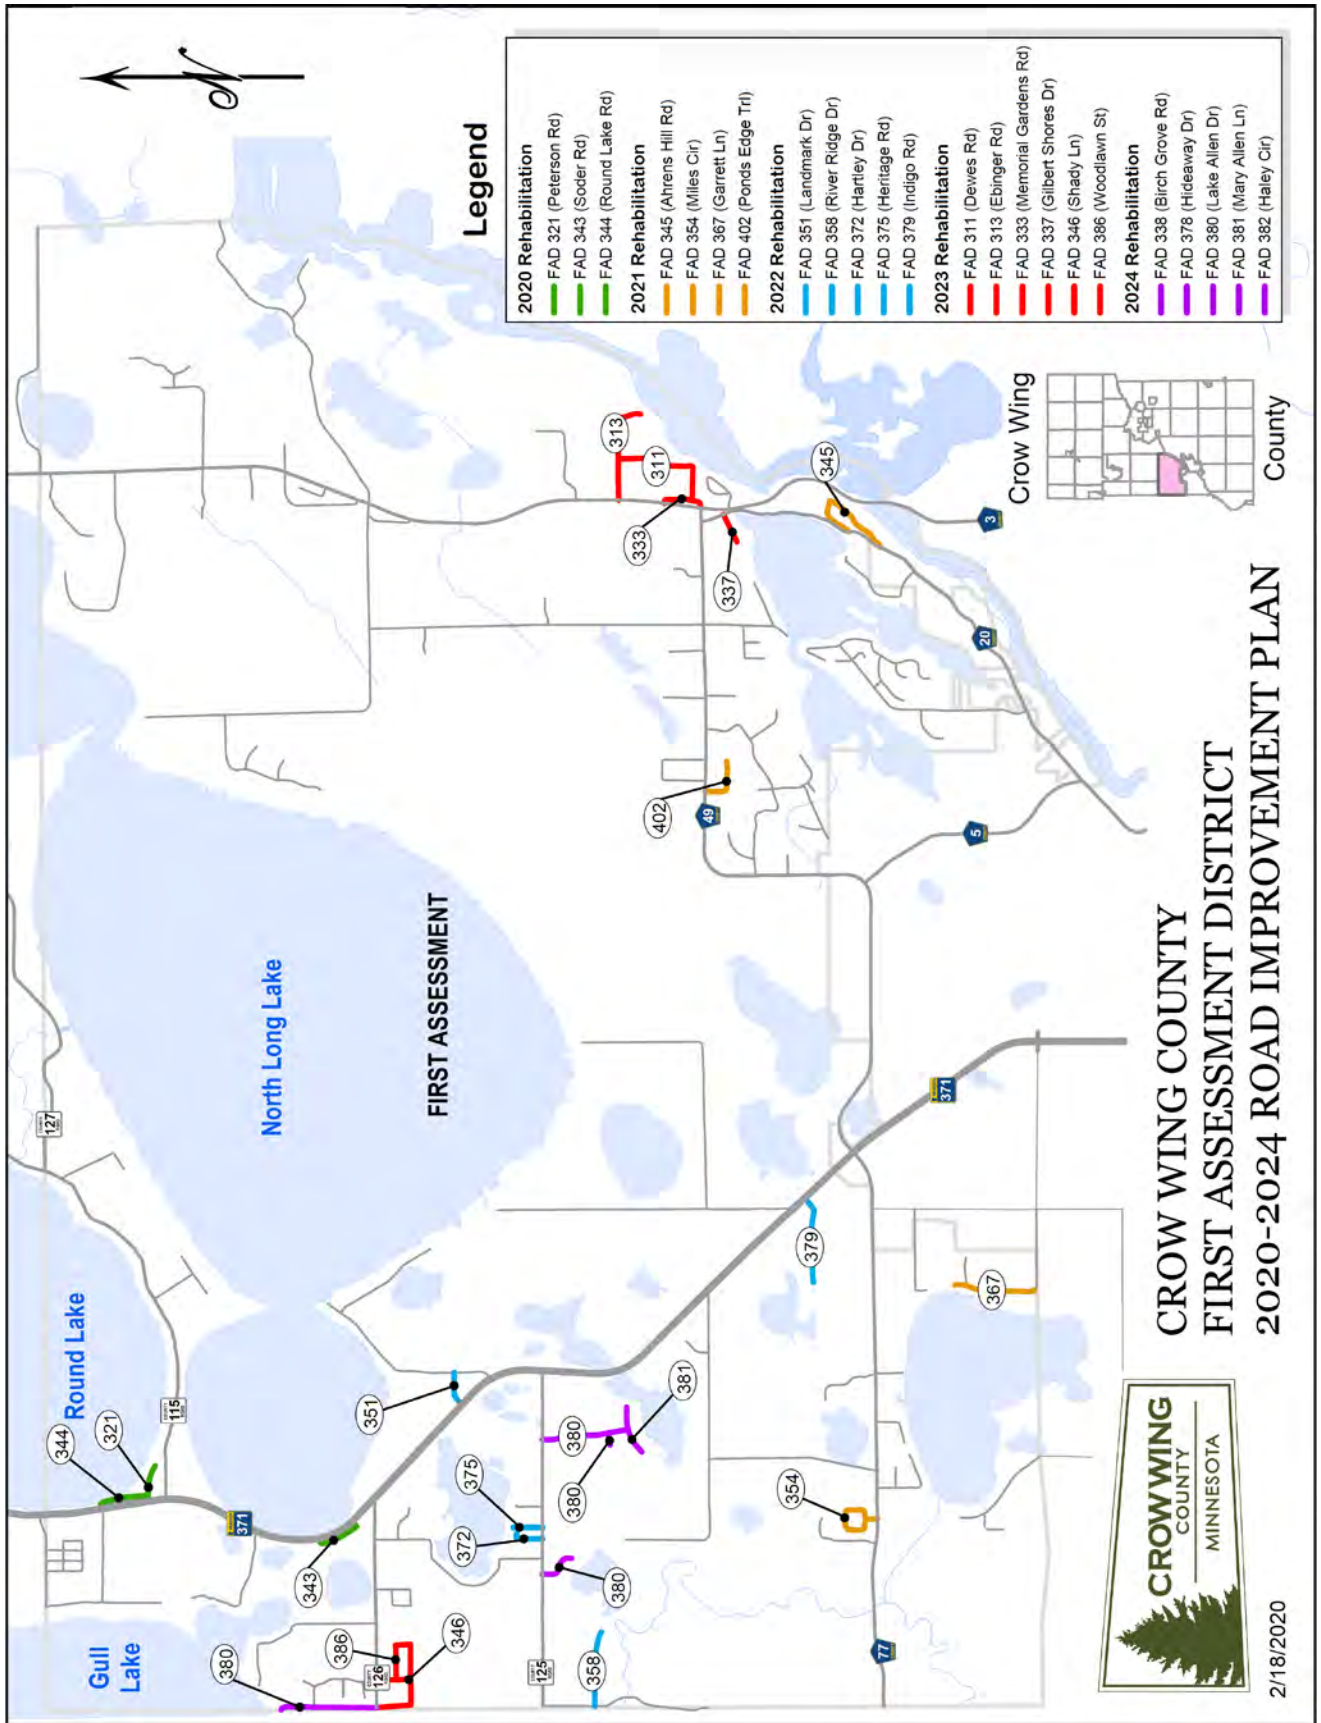 N
Legend
2020 Rehabilitation
FAD 321 (Peterson Rd)
FAD 343 (Soder Rd)
FAD 344 (Round Lake Rd)
2021 Rehabilitation
FAD 345 (Ahrens Hill Rd)
FAD 354 (Miles Cir)
FAD 367 (Garrett Ln)
FAD 402 (Ponds Edge Trl)
2022 Rehabilitation
FAD 351 (Landmark Dr)
FAD 358 (River Ridge Dr)
FAD 372 (Hartley Dr)
FAD 375 (Heritage Rd)
FAD 379 (Indigo Rd)
2023 Rehabilitation
FAD 311 (Dewes Rd)
FAD 313 (Ebinger Rd)
FAD 333 (Memorial Gardens Rd)
FAD 337 (Gilbert Shores Dr)
FAD 346 (Shady Ln)
FAD 386 (Woodlawn St)
2024 Rehabilitation
FAD 338 (Birch Grove Rd)
FAD 378 (Hideaway Dr)
FAD 380 (Lake Allen Dr)
FAD 381 (Mary Allen Ln)
FAD 382 (Haley Cir)
Gull
Lake
Round Lake
North Long Lake
FIRST ASSESSMENT
127
344
321
115
371
343
380
386
126
346
351
375
372
380
380
381
380
125
358
354
77
379
367
371
402
49
5
20
3
333
337
311
313
345
Crow Wing
County
CROW WING COUNTY
FIRST ASSESSMENT DISTRICT
2020-2024 ROAD IMPROVEMENT PLAN
CROW WING
COUNTY
MINNESOTA
2/18/2020